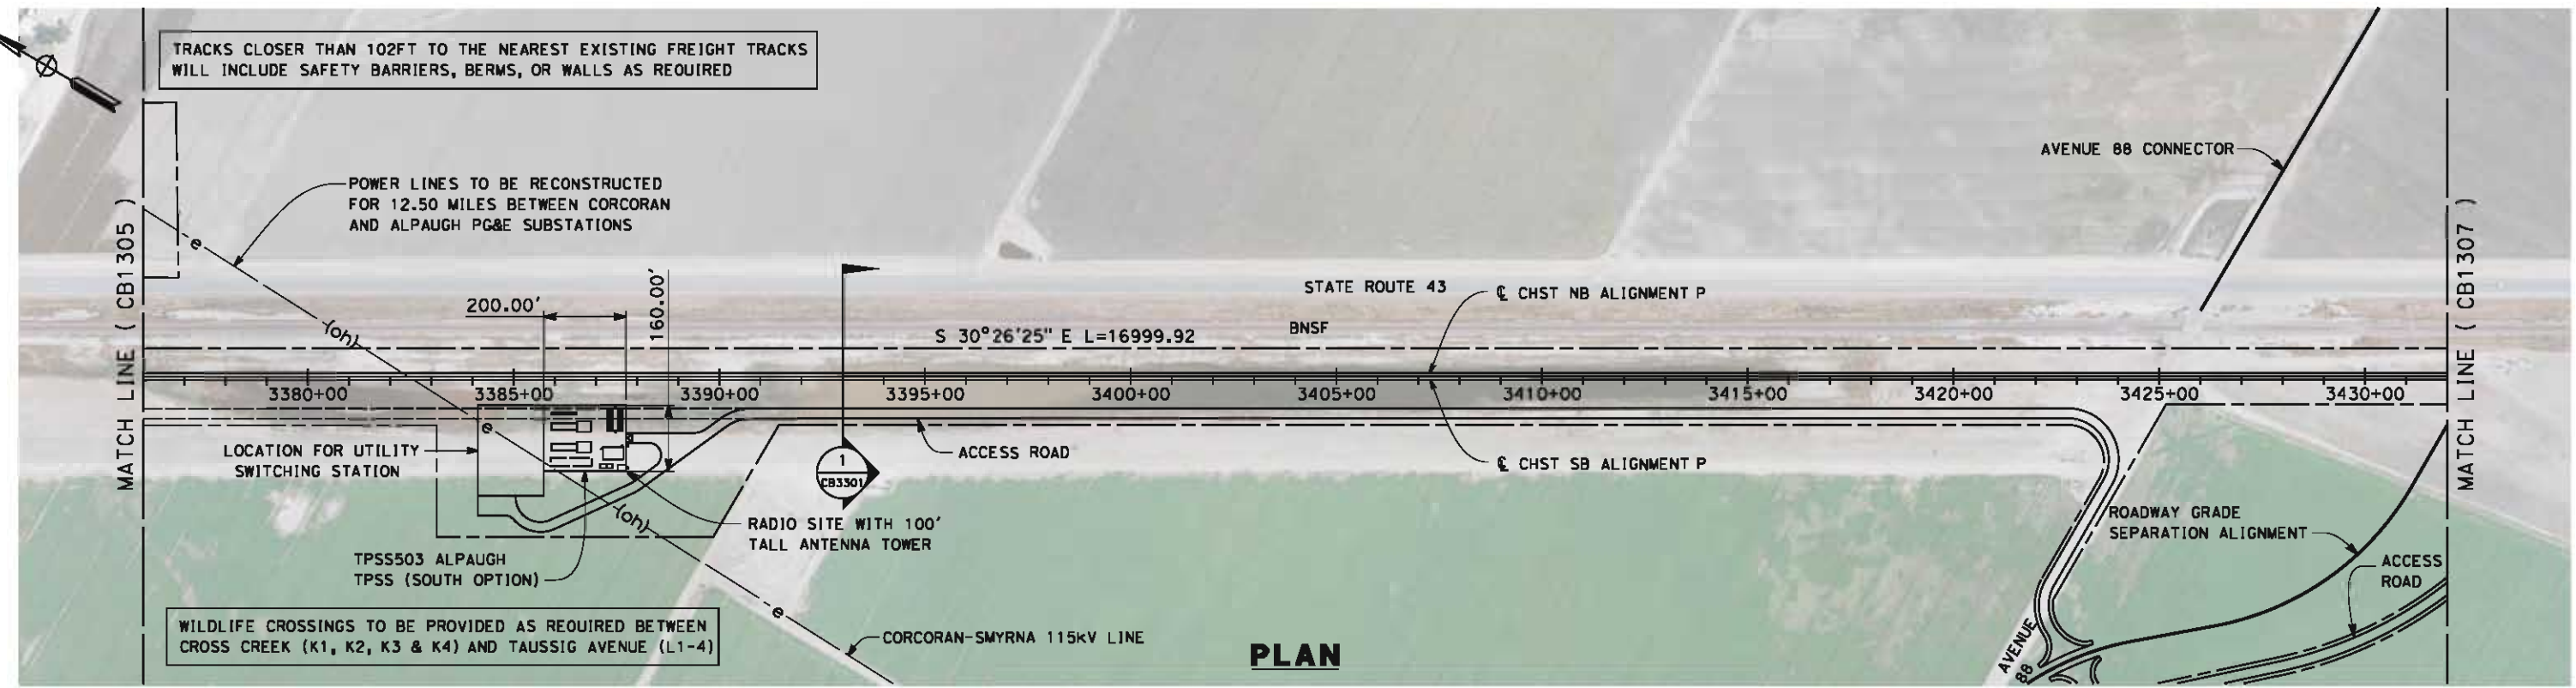 TRACKS CLOSER THAN 102FT TO THE NEAREST EXISTING FREIGHT TRACKS
WILL INCLUDE SAFETY BARRIERS, BERMS, OR WALLS AS REQUIRED
POWER LINES TO BE RECONSTRUCTED
FOR 12.50 MILES BETWEEN CORCORAN
AND ALPAUGH PG&E SUBSTATIONS
AVENUE 88 CONNECTOR
MATCH LINE ( CB1305 )
MATCH LINE ( CB1307 )
e
(oh)
200.00'
160.00'
STATE ROUTE 43
℄ CHST NB ALIGNMENT P
S 30°26'25" E L=16999.92
BNSF
3380+00
3385+00
3390+00
3395+00
3400+00
3405+00
3410+00
3415+00
3420+00
3425+00
3430+00
e
LOCATION FOR UTILITY
SWITCHING STATION
ACCESS ROAD
1
CB3301
℄ CHST SB ALIGNMENT P
(oh)
RADIO SITE WITH 100'
TALL ANTENNA TOWER
TPSS503 ALPAUGH
TPSS (SOUTH OPTION)
ROADWAY GRADE
SEPARATION ALIGNMENT
ACCESS
ROAD
e
WILDLIFE CROSSINGS TO BE PROVIDED AS REQUIRED BETWEEN
CROSS CREEK (K1, K2, K3 & K4) AND TAUSSIG AVENUE (L1-4)
CORCORAN-SMYRNA 115kV LINE
PLAN
AVENUE
88